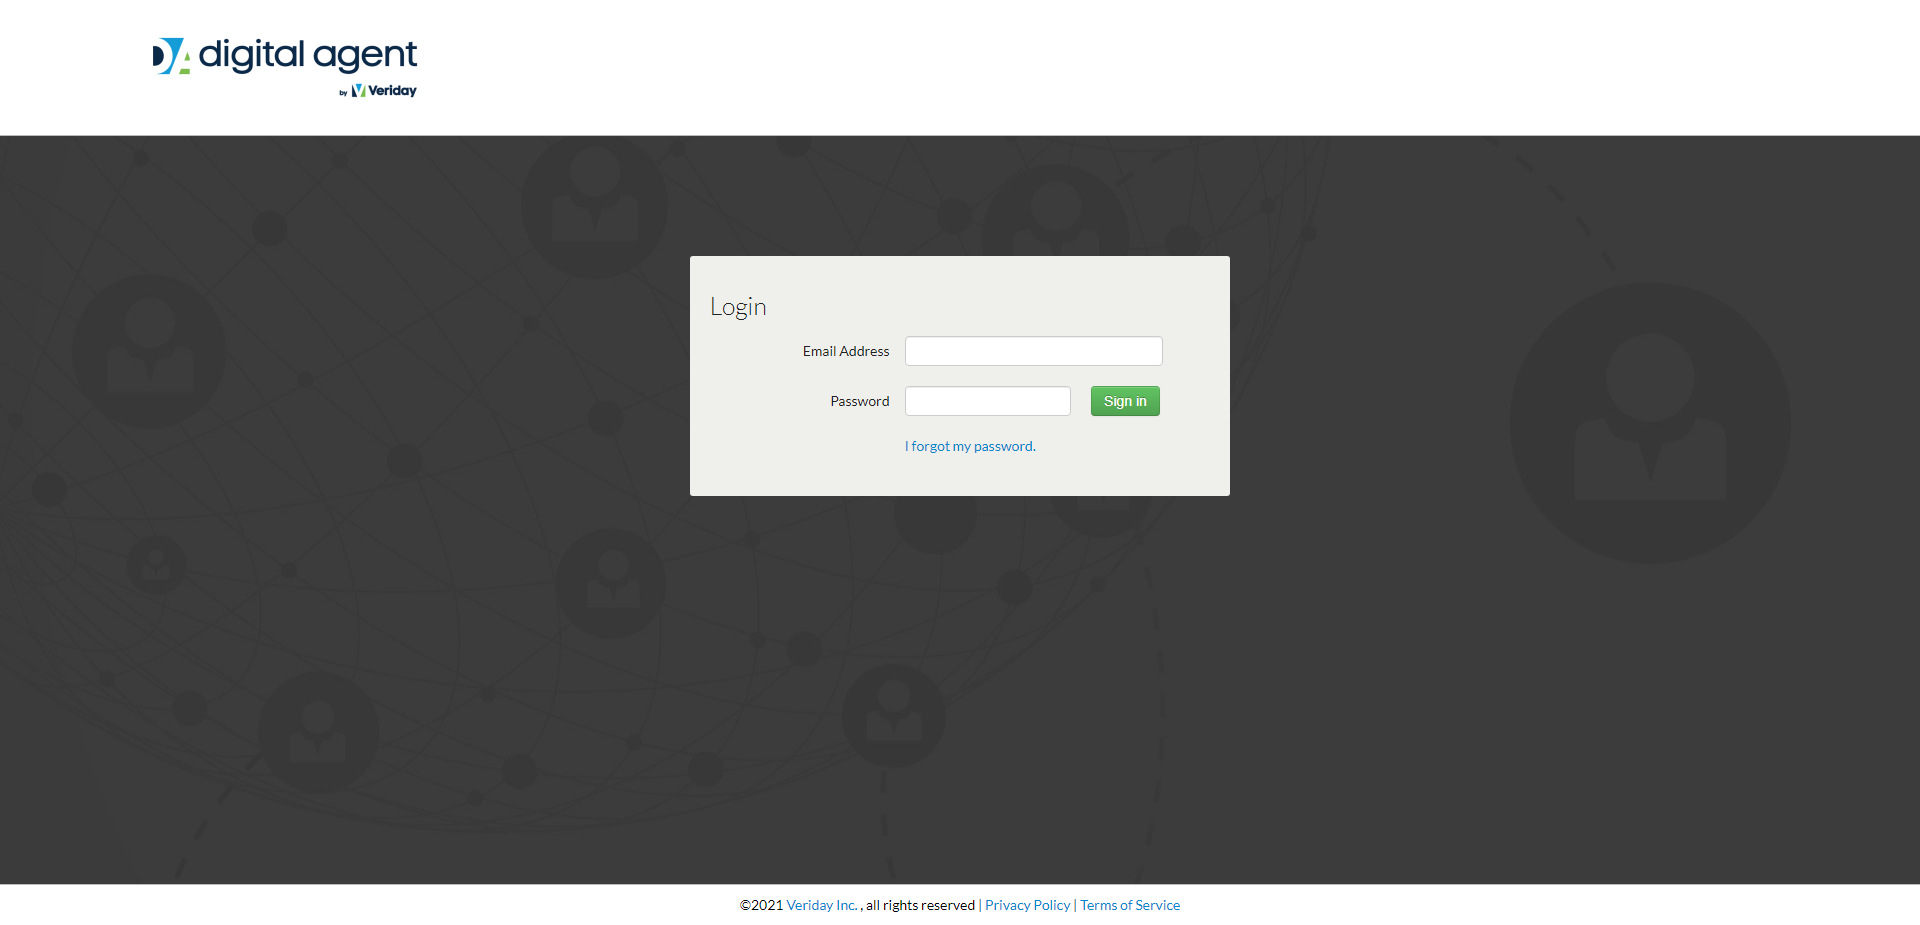 digital agent
by Veriday
Login
Email Address
Password
Sign in
I forgot my password.
©2021 Veriday Inc. , all rights reserved | Privacy Policy | Terms of Service